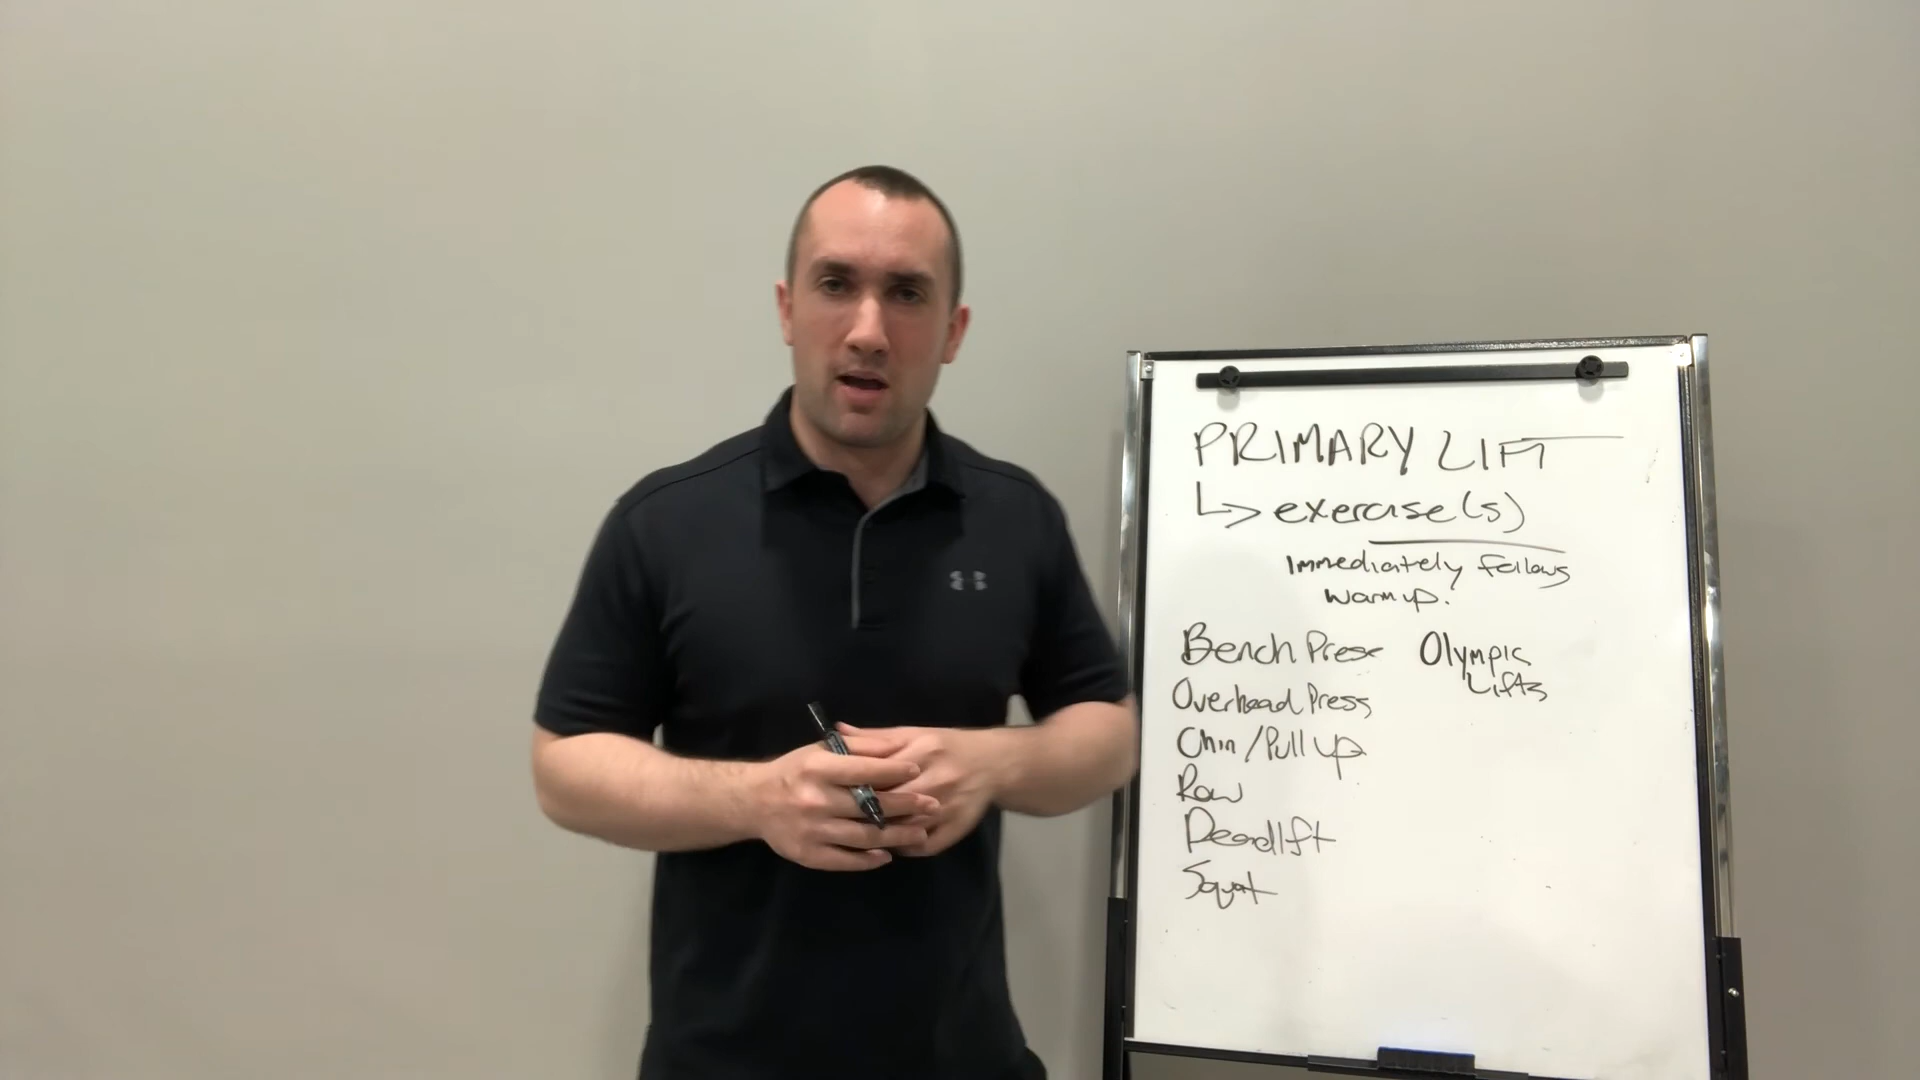 PRIMARY LIFT
↳ exercise(s)
Immediately follows
warm up.
Bench Press
Overhead Press
Chin/Pull up
Row
Deadlift
Squat
Olympic
Lifts